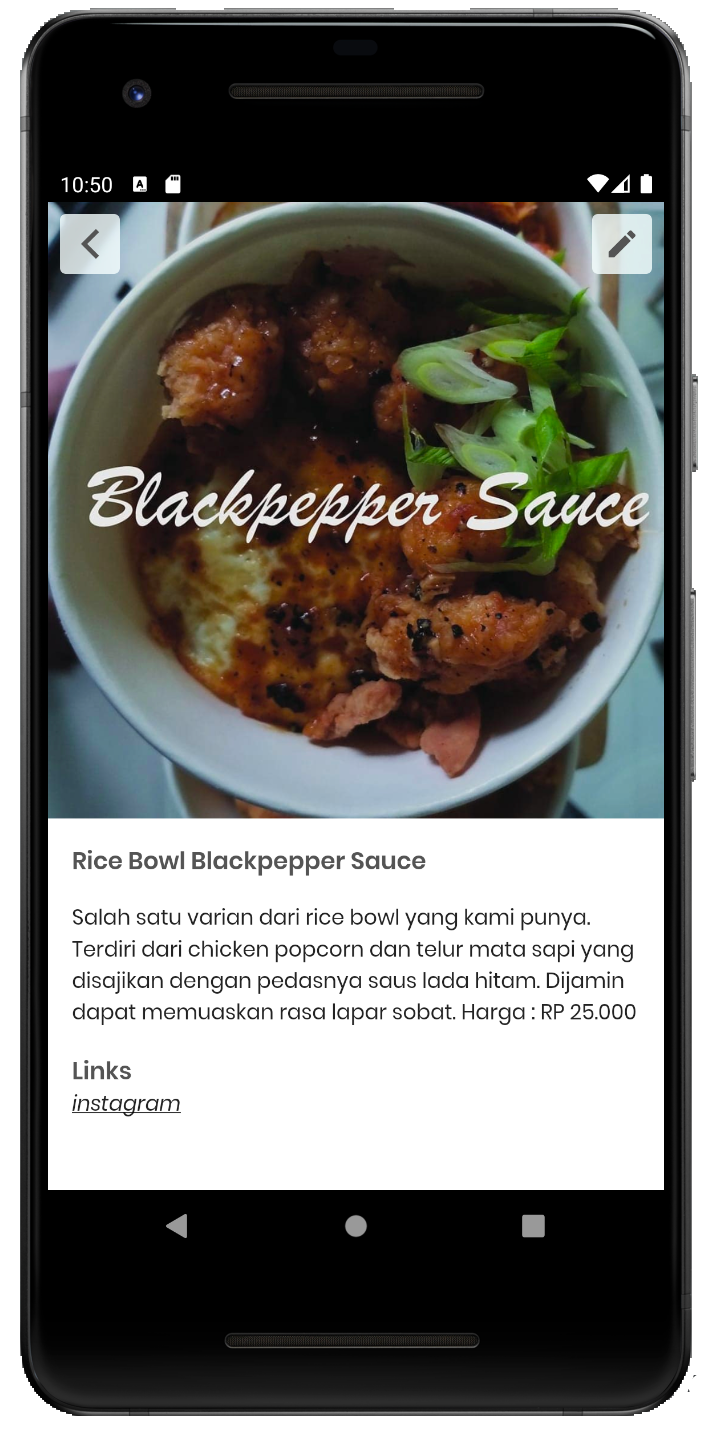 10:50
Blackpepper Sauce
Rice Bowl Blackpepper Sauce
Salah satu varian dari rice bowl yang kami punya.
Terdiri dari chicken popcorn dan telur mata sapi yang
disajikan dengan pedasnya saus lada hitam. Dijamin
dapat memuaskan rasa lapar sobat. Harga : RP 25.000
Links
instagram